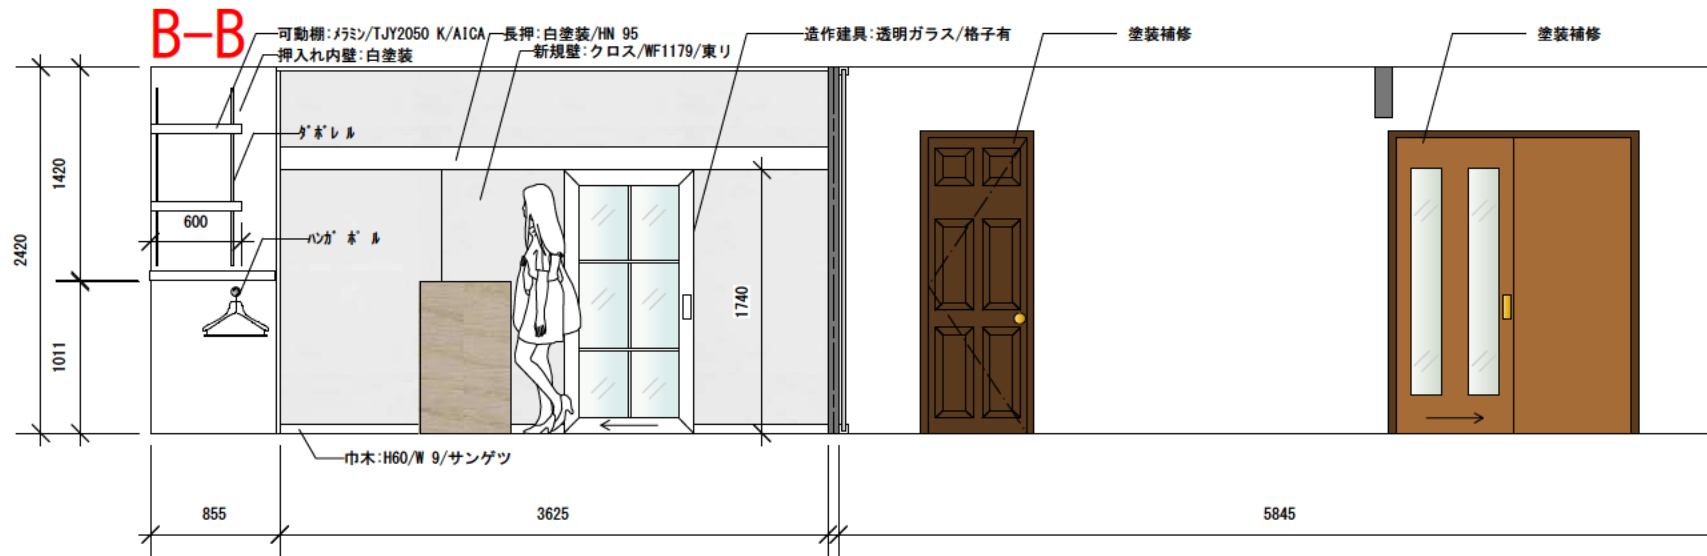 B-B
可動棚:メラミン/TJY2050 K/AICA
長押:白塗装/HN 95
造作建具:透明ガラス/格子有
塗装補修
塗装補修
押入れ内壁:白塗装
新規壁:クロス/WF1179/東リ
ダボレル
1420
2420
600
ハンガ ポ ル
1740
1011
巾木:H60/W 9/サンゲツ
855
3625
5845